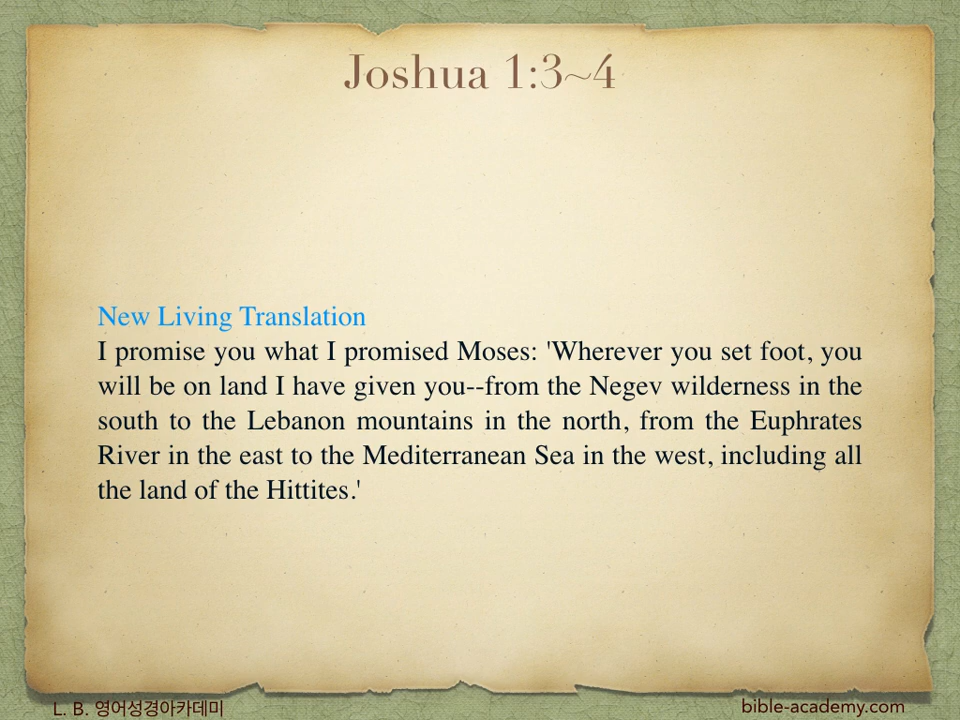 Joshua 1:3~4
New Living Translation
I promise you what I promised Moses: 'Wherever you set foot, you
will be on land I have given you--from the Negev wilderness in the
south to the Lebanon mountains in the north, from the Euphrates
River in the east to the Mediterranean Sea in the west, including all
the land of the Hittites.'
L. B. 영어성경아카데미
bible-academy.com